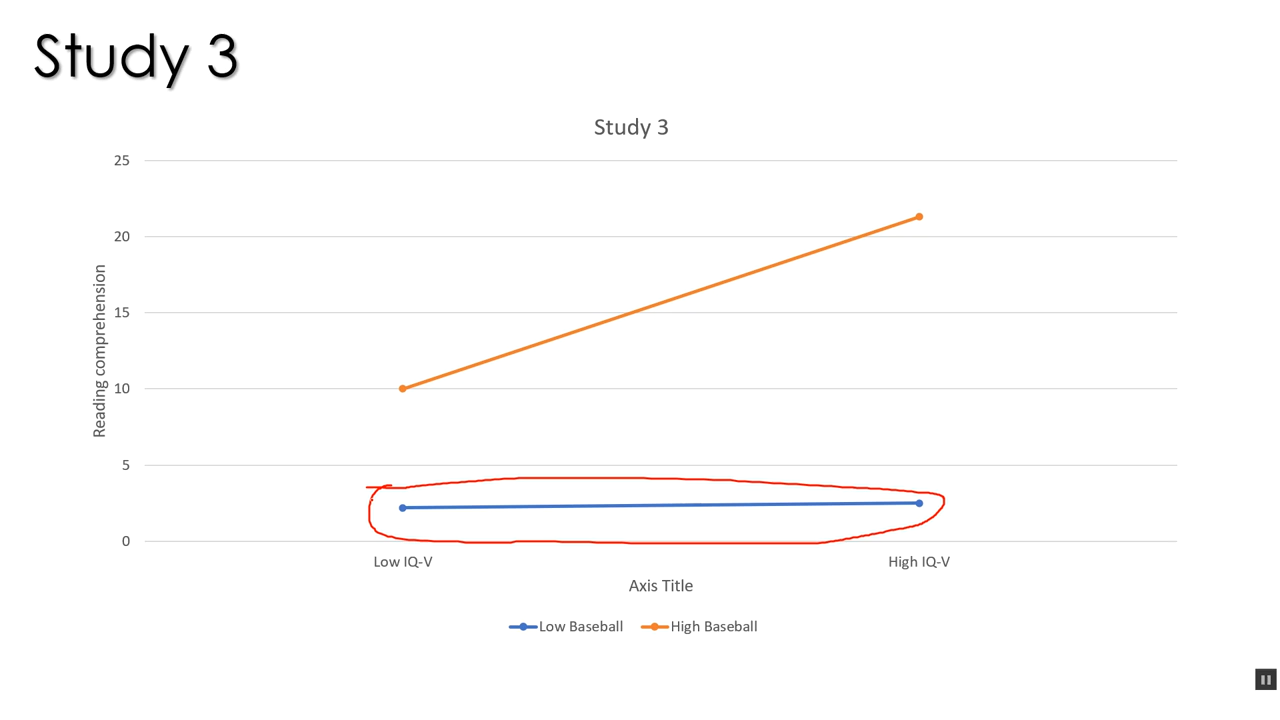 Study 3
Study 3
25
20
15
10
5
0
Reading comprehension
Low IQ-V
High IQ-V
Axis Title
Low Baseball
High Baseball